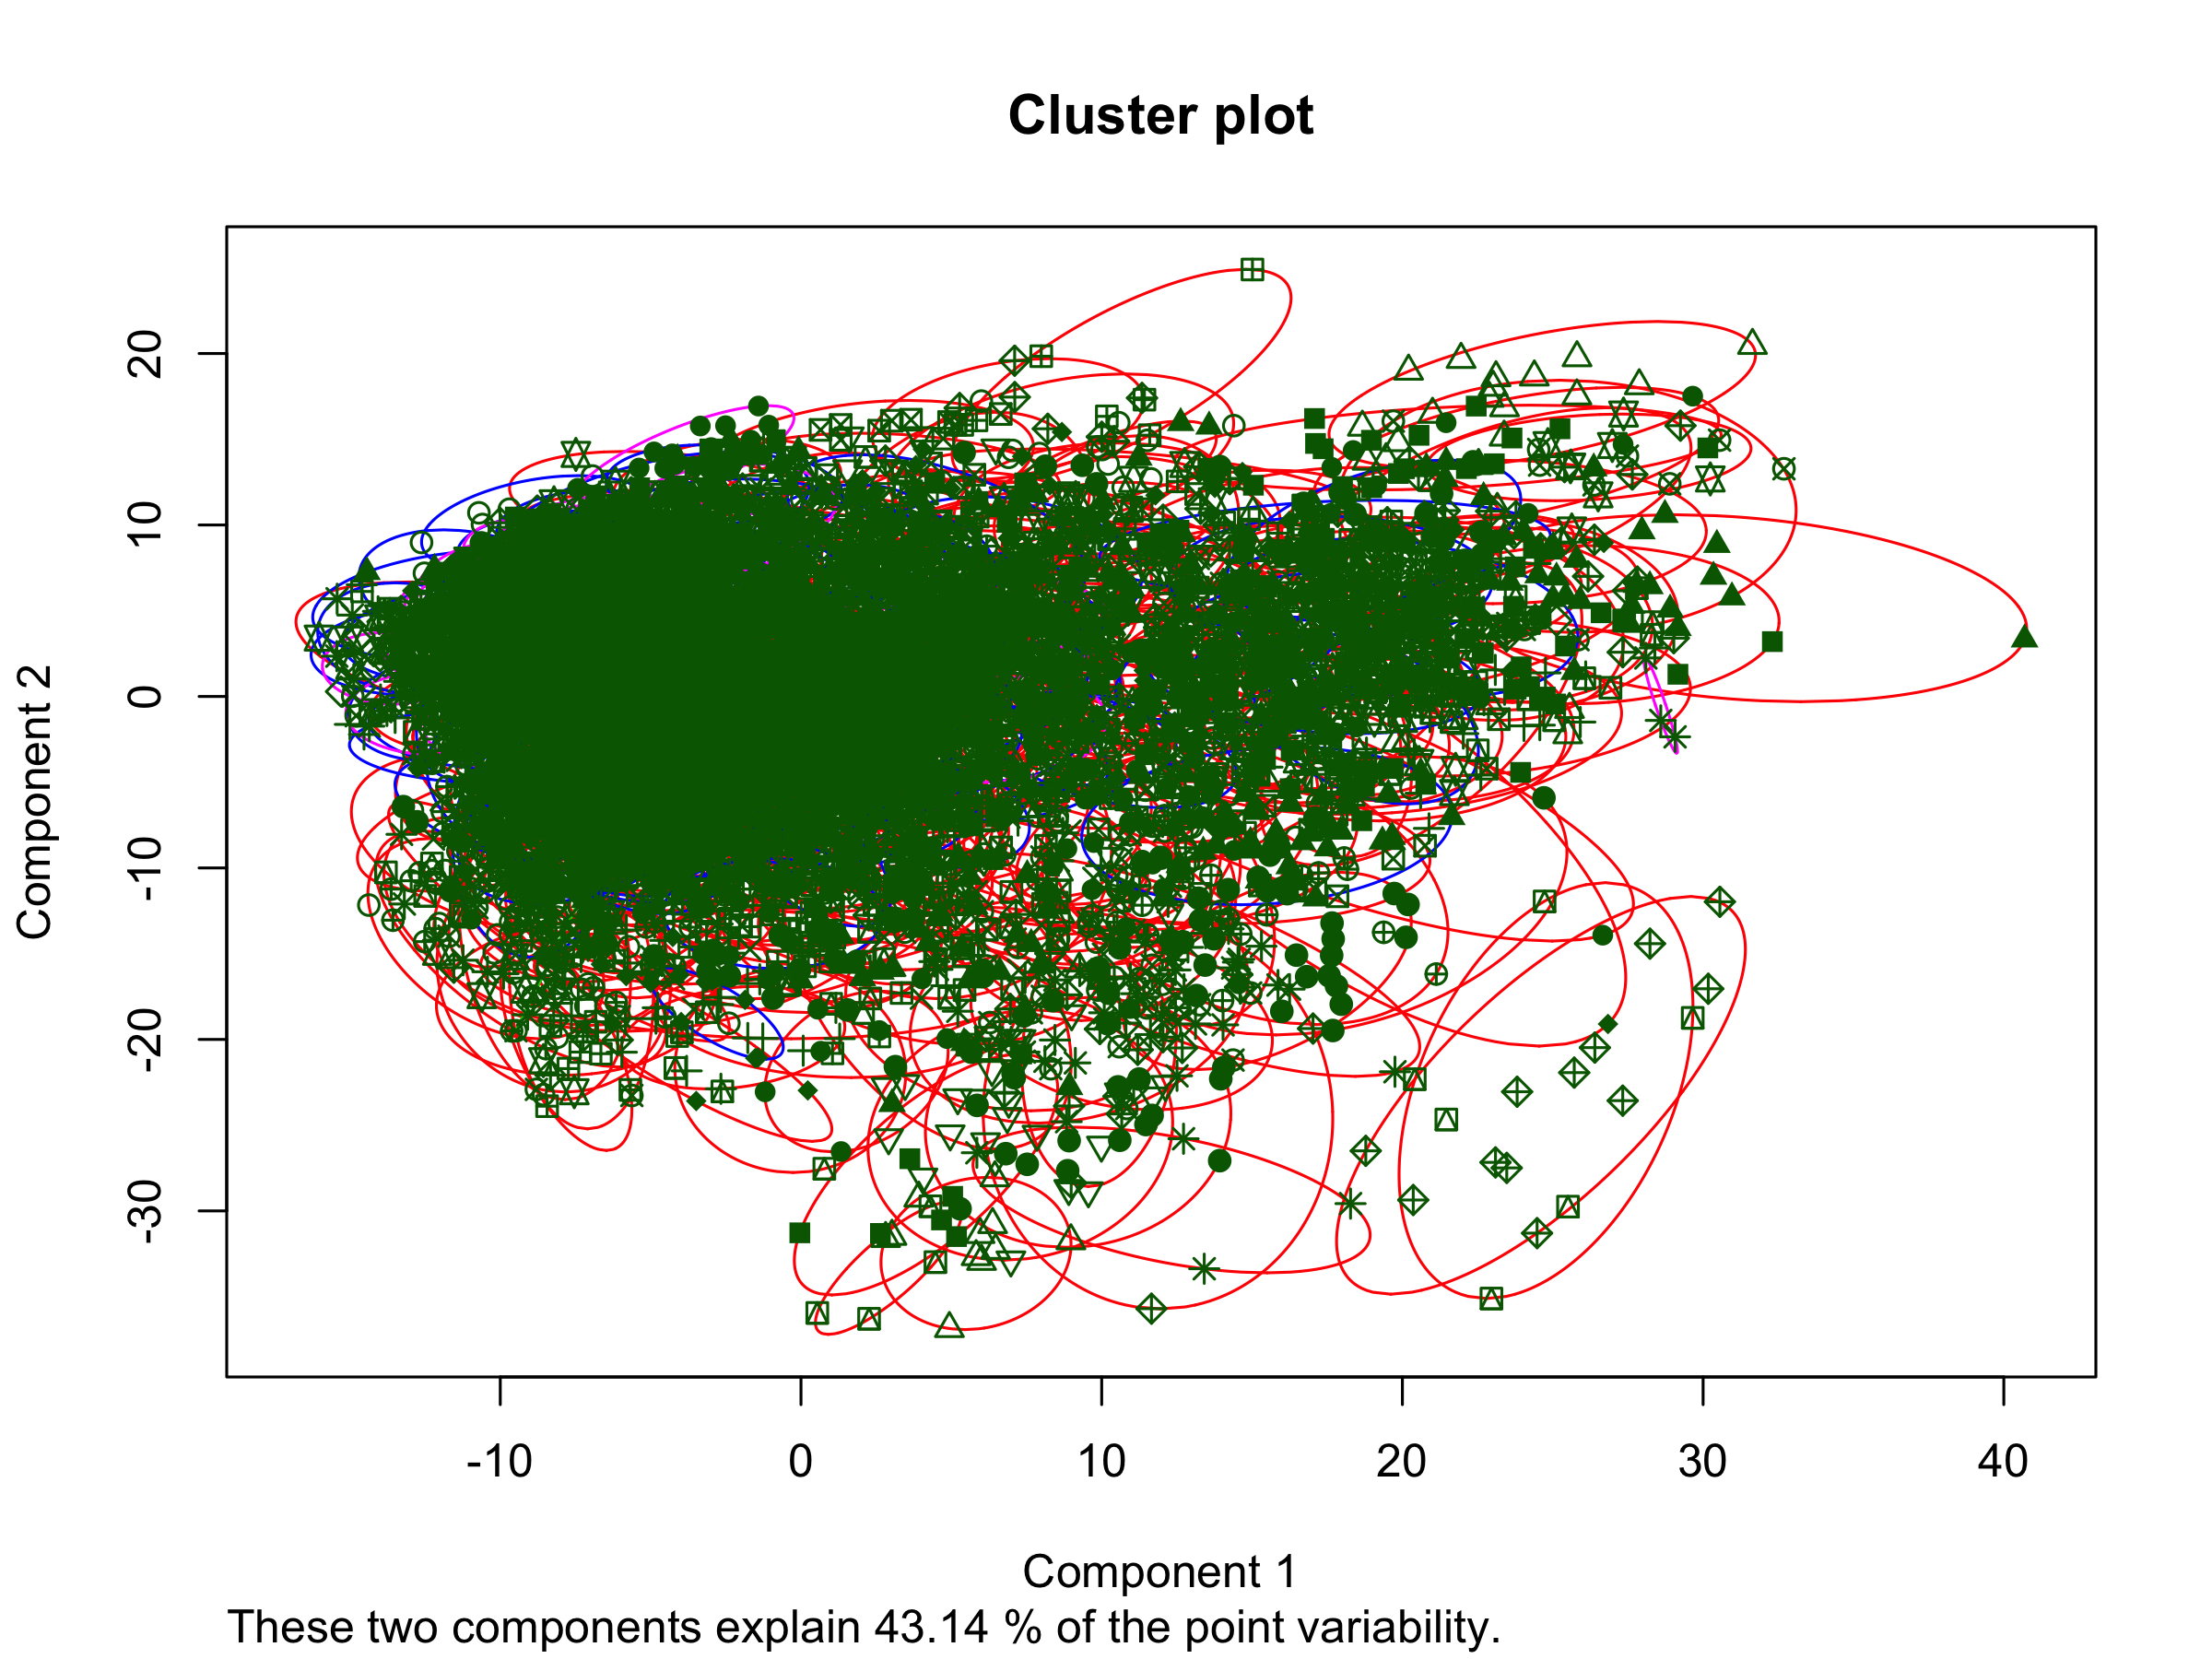 Cluster plot
Component 2
20
10
0
-10
-20
-30
-10 0 10 20 30 40
Component 1
These two components explain 43.14 % of the point variability.